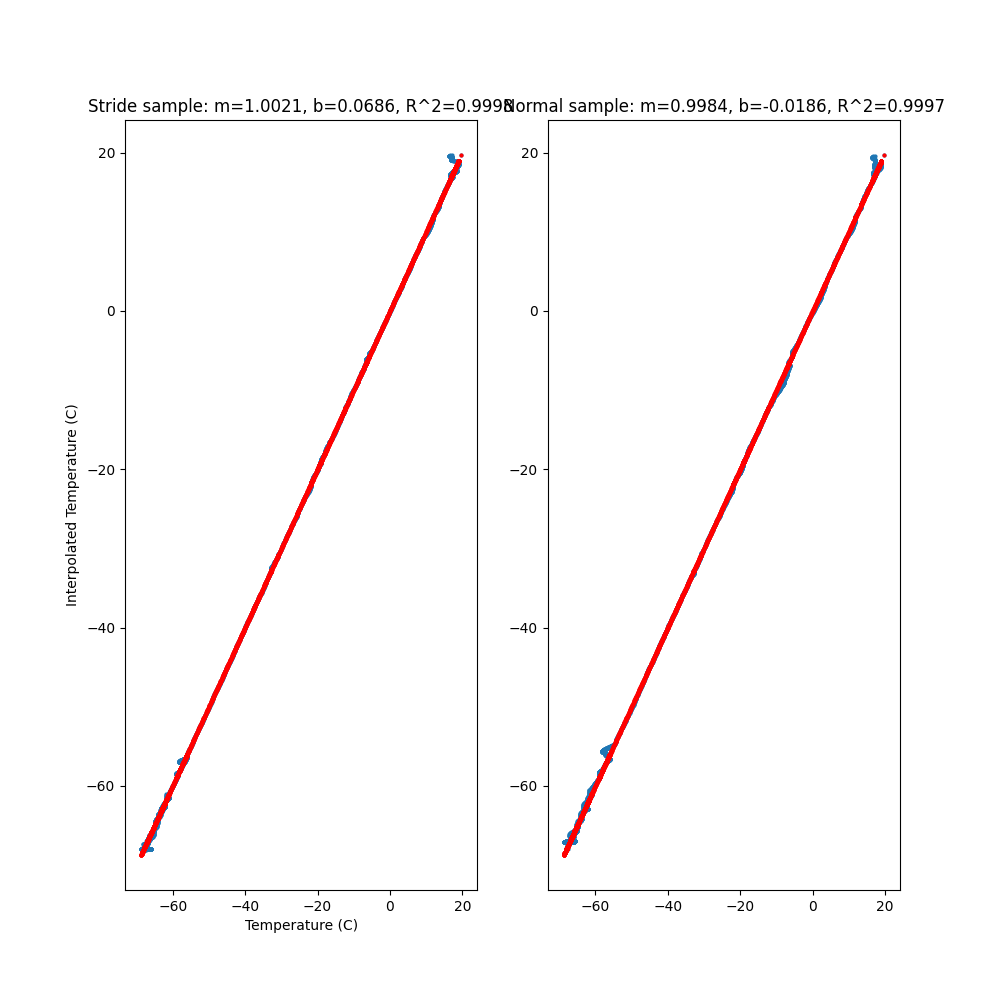 Stride sample: m=1.0021, b=0.0686, R^2=0.9998
Normal sample: m=0.9984, b=-0.0186, R^2=0.9997
20
0
−20
−40
−60
Interpolated Temperature (C)
−60 −40 −20 0 20
Temperature (C)
20
0
−20
−40
−60
−60 −40 −20 0 20